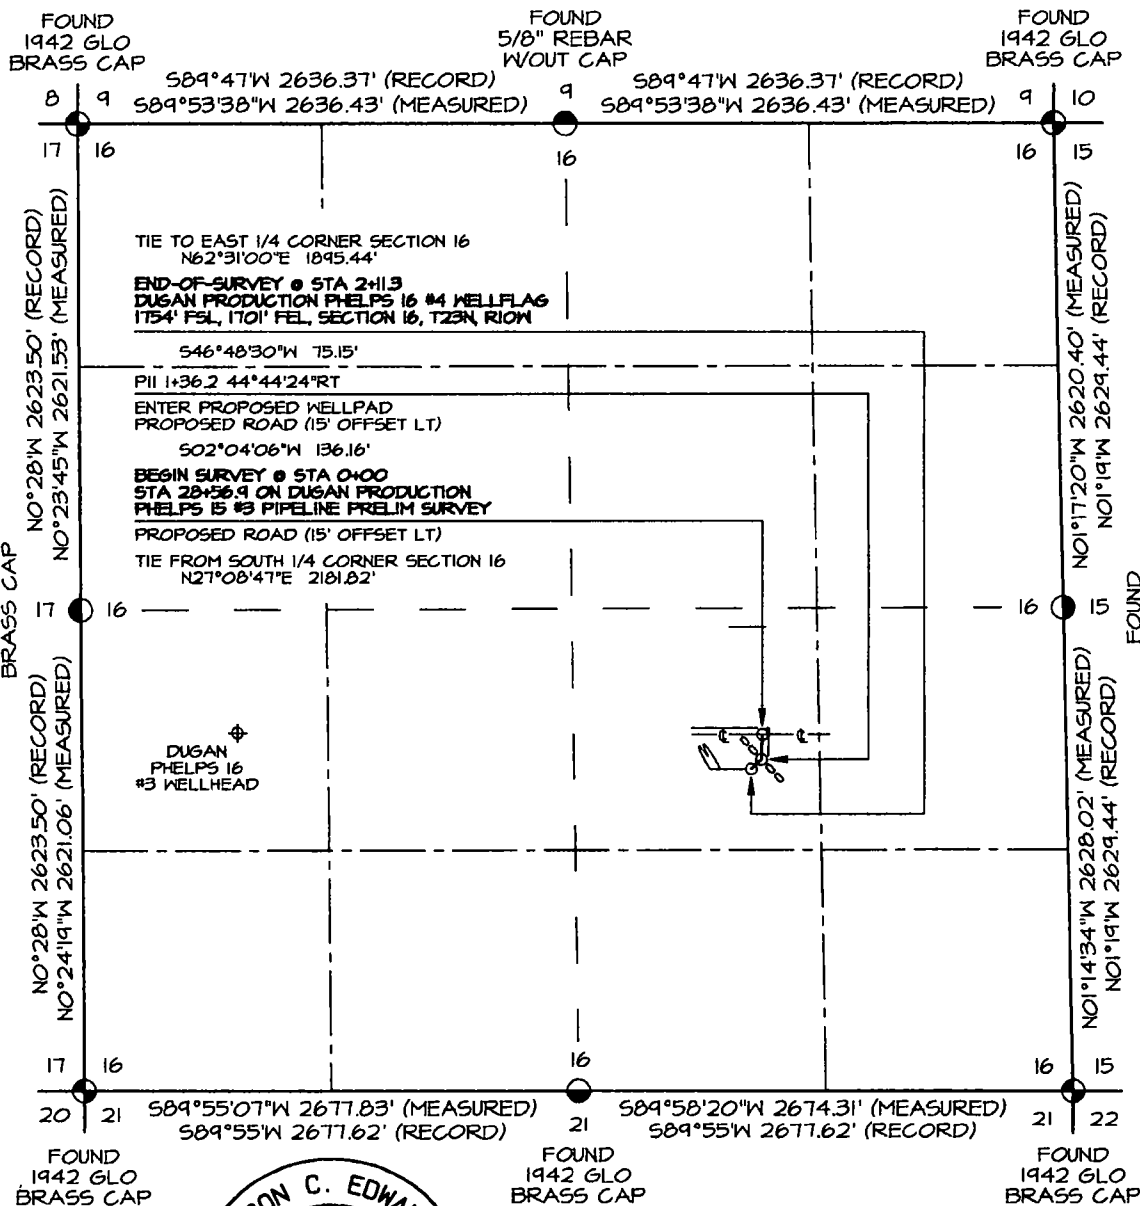 FOUND
1942 GLO
BRASS CAP
FOUND
5/8" REBAR
W/OUT CAP
FOUND
1942 GLO
BRASS CAP
S89°47'W 2636.37' (RECORD)
S89°53'38"W 2636.43' (MEASURED)
S89°47'W 2636.37' (RECORD)
S89°53'38"W 2636.43' (MEASURED)
8 9
17 16
9
16
9 10
16 15
N0°28'W 2623.50' (RECORD)
N0°23'45"W 2621.53' (MEASURED)
N01°17'20"W 2620.40' (MEASURED)
N01°19'W 2629.44' (RECORD)
TIE TO EAST 1/4 CORNER SECTION 16
N62°31'00"E 1895.44'
END-OF-SURVEY @ STA 2+11.3
DUGAN PRODUCTION PHELPS 16 #4 WELLFLAG
1754' FSL, 1701' FEL, SECTION 16, T23N, R10W
S46°48'30"W 75.15'
PI1 1+36.2 44°44'24"RT
ENTER PROPOSED WELLPAD
PROPOSED ROAD (15' OFFSET LT)
S02°04'06"W 136.16'
BEGIN SURVEY @ STA 0+00
STA 28+56.9 ON DUGAN PRODUCTION
PHELPS 15 #3 PIPELINE PRELIM SURVEY
PROPOSED ROAD (15' OFFSET LT)
TIE FROM SOUTH 1/4 CORNER SECTION 16
N27°08'47"E 2181.82'
BRASS CAP
17 16
16 15
FOUND
N0°28'W 2623.50' (RECORD)
N0°24'19"W 2621.06' (MEASURED)
DUGAN
PHELPS 16
#3 WELLHEAD
N01°14'34"W 2628.02' (MEASURED)
N01°19'W 2629.44' (RECORD)
17 16
20 21
16
21
16 15
21 22
S89°55'07"W 2677.83' (MEASURED)
S89°55'W 2677.62' (RECORD)
S89°58'20"W 2674.31' (MEASURED)
S89°55'W 2677.62' (RECORD)
FOUND
1942 GLO
BRASS CAP
FOUND
1942 GLO
BRASS CAP
FOUND
1942 GLO
BRASS CAP
C.